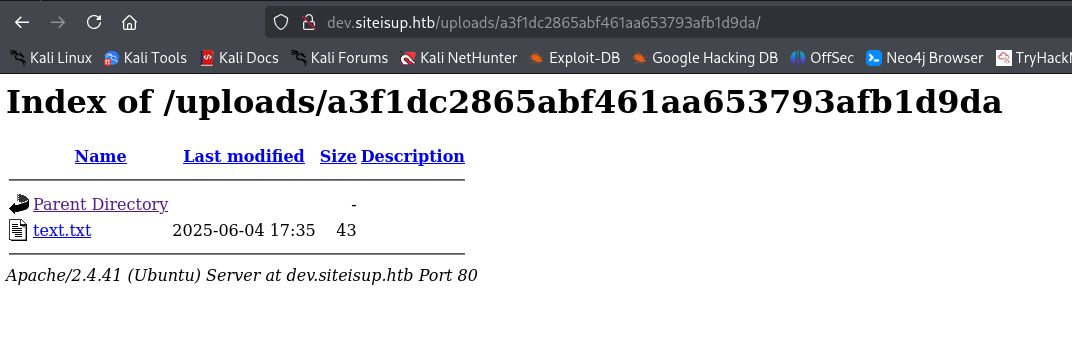 dev.siteisup.htb/uploads/a3f1dc2865abf461aa653793afb1d9da/
Kali Linux Kali Tools Kali Docs Kali Forums Kali NetHunter Exploit-DB Google Hacking DB OffSec Neo4j Browser TryHackM
Index of /uploads/a3f1dc2865abf461aa653793afb1d9da
Name Last modified Size Description
Parent Directory -
text.txt 2025-06-04 17:35 43
Apache/2.4.41 (Ubuntu) Server at dev.siteisup.htb Port 80